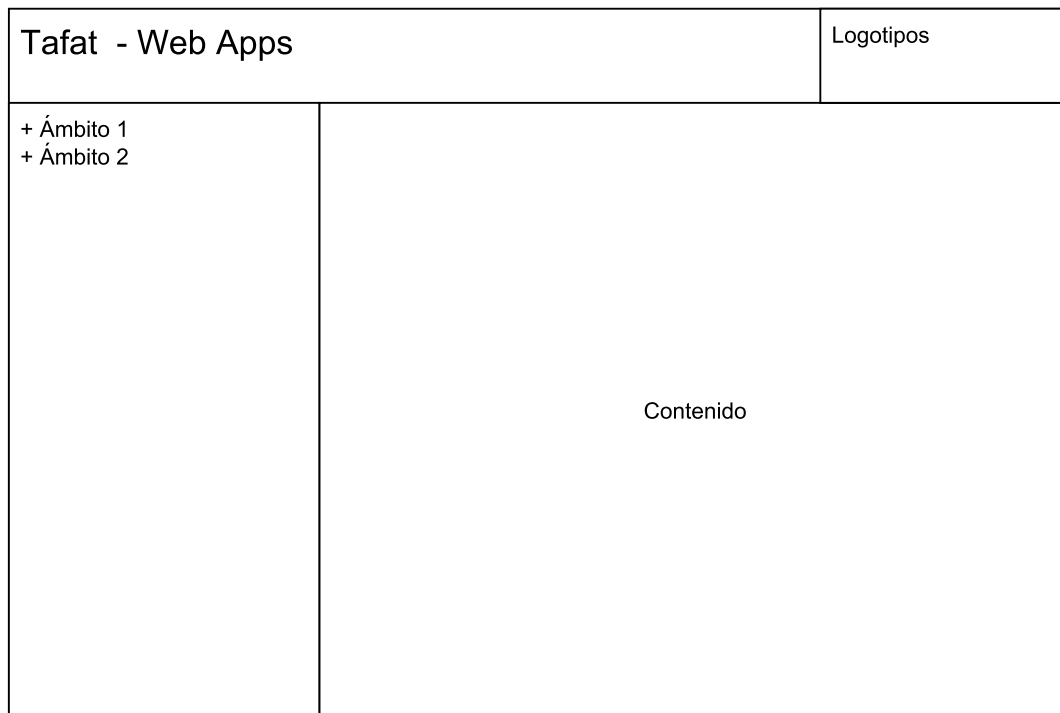 Tafat - Web Apps
Logotipos
+ Ámbito 1
+ Ámbito 2
Contenido